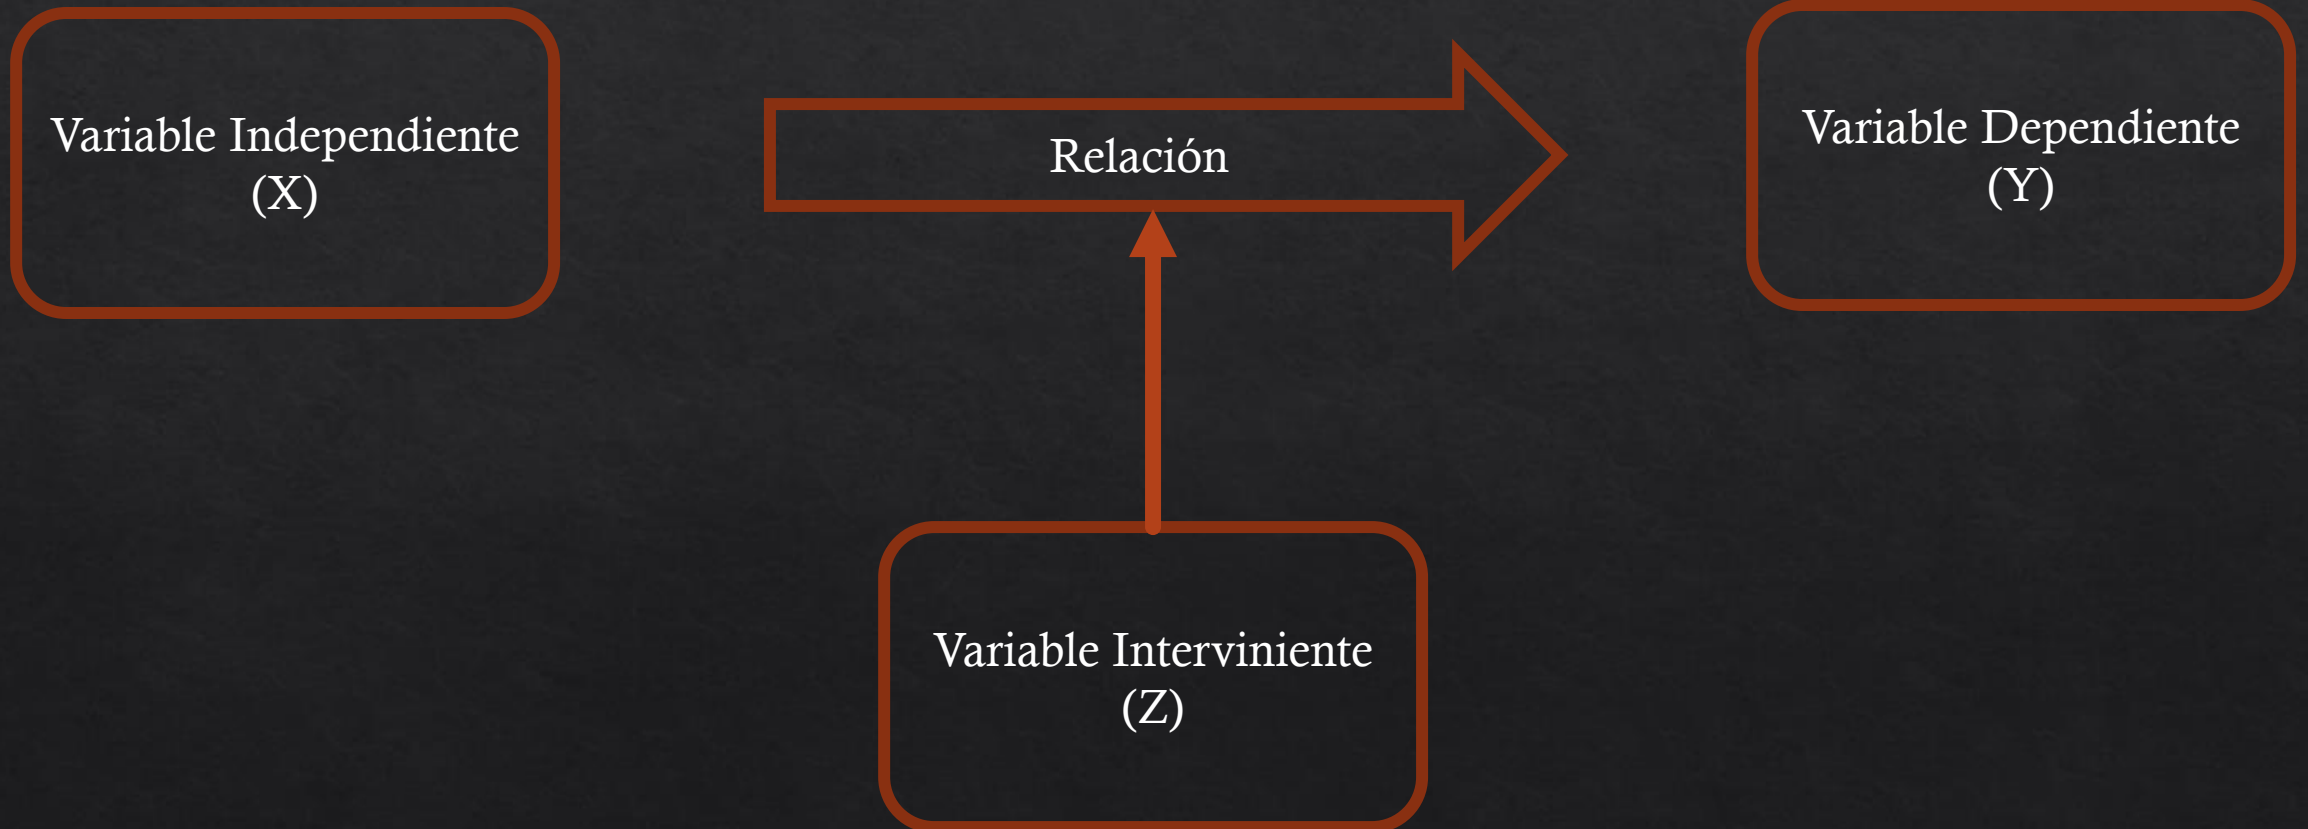 Variable Independiente
(X)
Relación
Variable Dependiente
(Y)
Variable Interviniente
(Z)